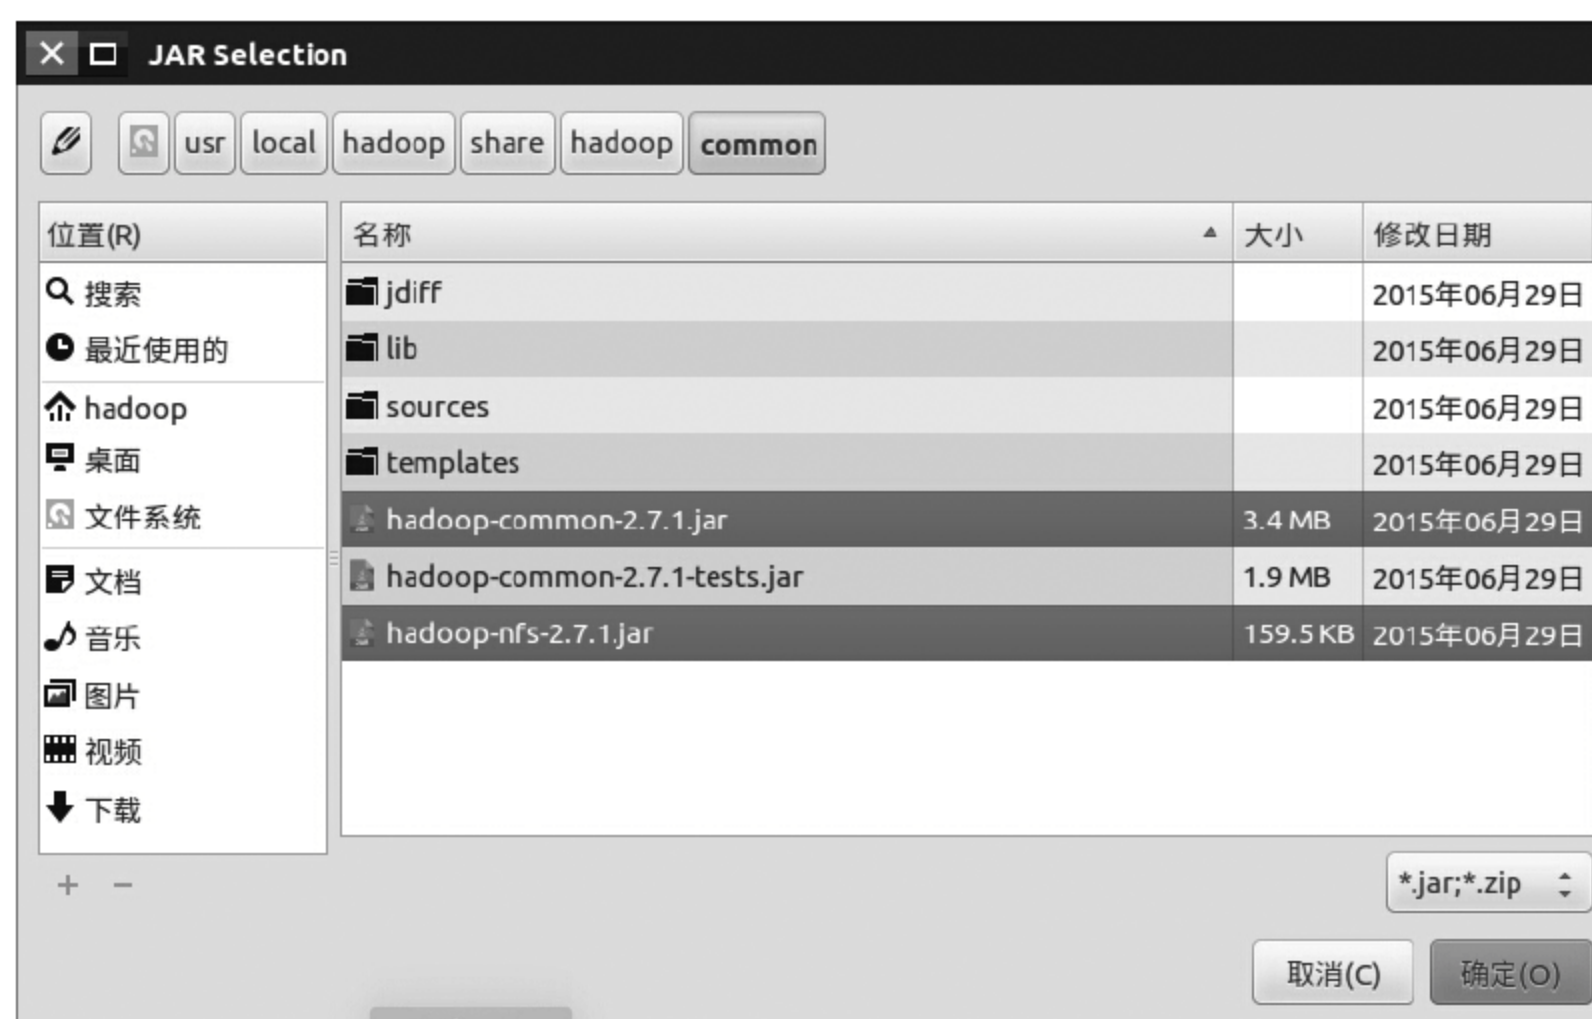 JAR Selection
usr local hadoop share hadoop common
位置(R) 名称 大小 修改日期
搜索 jdiff 2015年06月29日
最近使用的 lib 2015年06月29日
hadoop sources 2015年06月29日
桌面 templates 2015年06月29日
文件系统 hadoop-common-2.7.1.jar 3.4 MB 2015年06月29日
文档 hadoop-common-2.7.1-tests.jar 1.9 MB 2015年06月29日
音乐 hadoop-nfs-2.7.1.jar 159.5 KB 2015年06月29日
图片
视频
下载
+ −
*.jar;*.zip
取消(C) 确定(O)